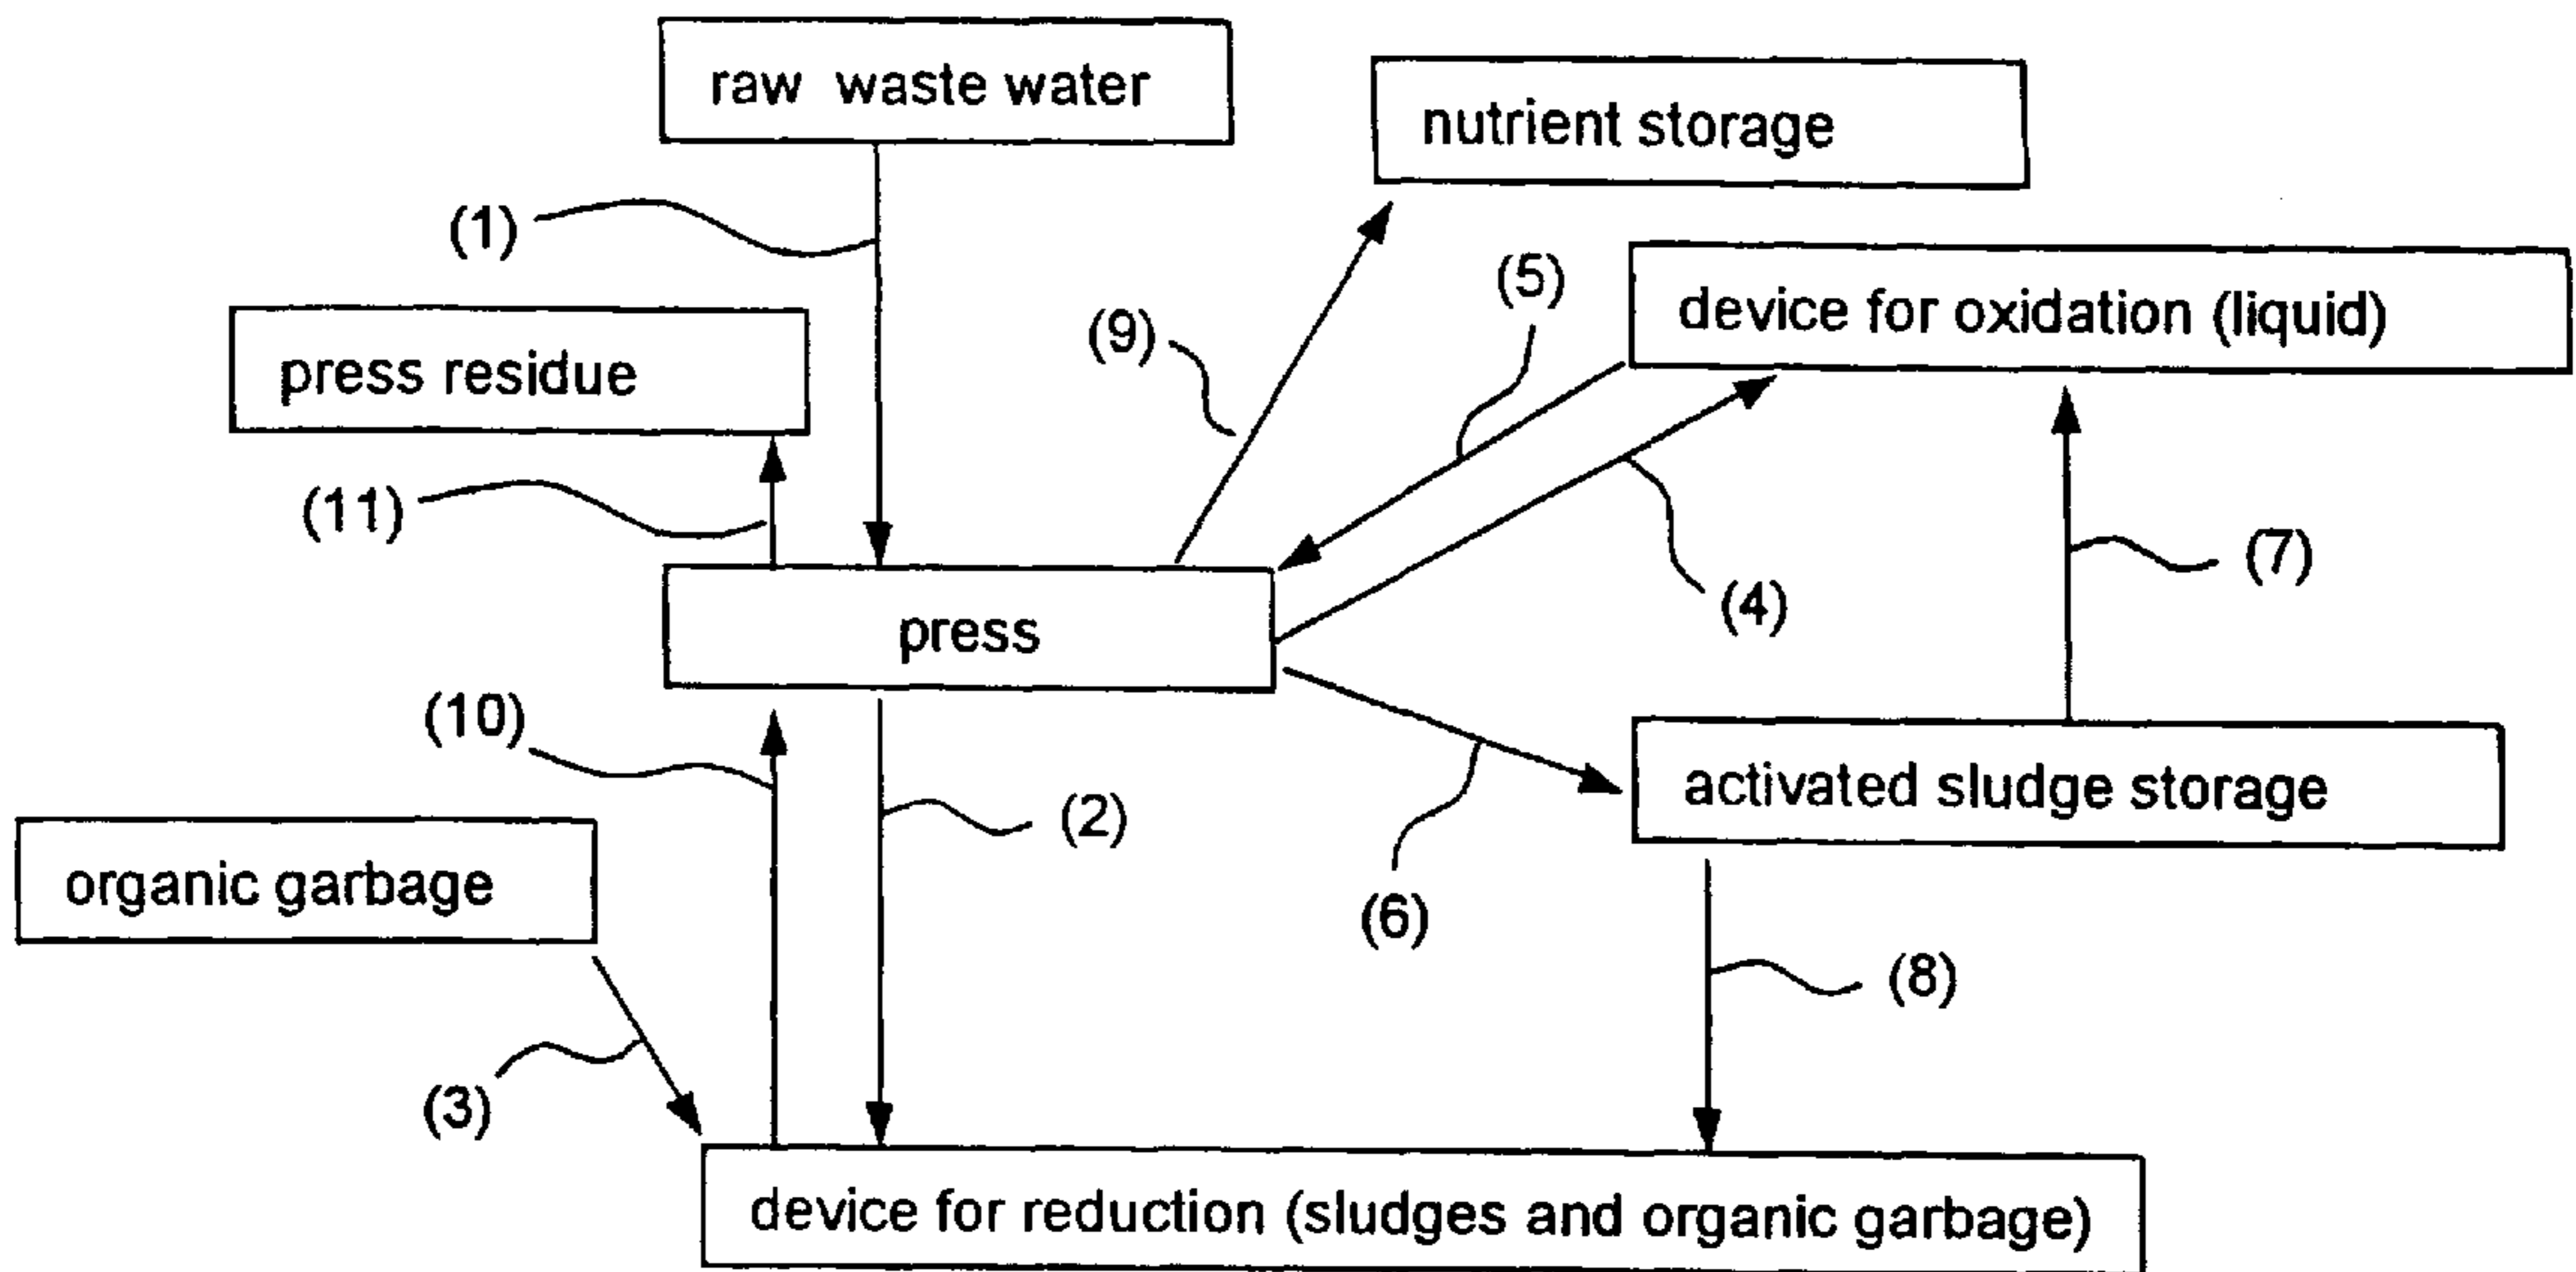 raw waste water
nutrient storage
(1)
(5)
device for oxidation (liquid)
(9)
press residue
(11)
(7)
(4)
press
(10)
activated sludge storage
(2)
organic garbage
(6)
(8)
(3)
device for reduction (sludges and organic garbage)